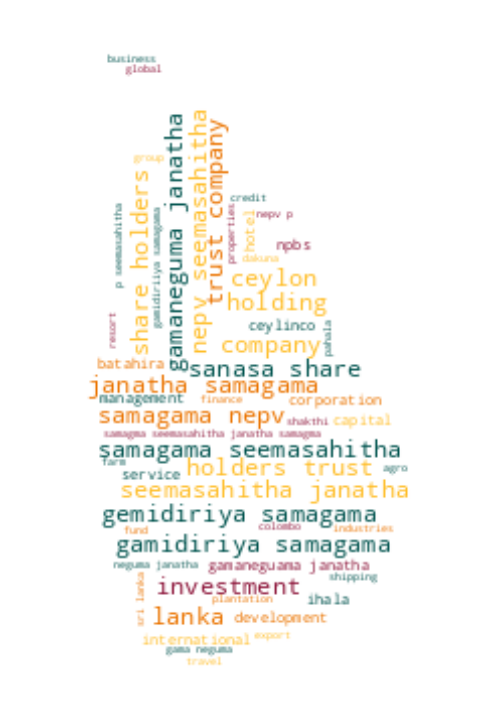 business
global
gamaneguma janatha
nepv seemasahitha
trust company
group
share holders
p seemasahitha
gamidiriiya samagama
credit
nepv p
properties
hotel
npbs
dakuna
ceylon
holding
resort
ceylinco
pahala
company
batahira
sanasa share
janatha samagama
management
finance
corporation
samagama nepv
shakthi
capital
samagma seemasahitha janatha samagma
samagama seemasahitha
farm
holders trust
agro
service
seemasahitha janatha
gemidiriya samagama
fund
colombo
industries
gamidiriya samagama
neguma janatha
gamaneguama janatha
shipping
sri lanka
investment
plantation
ihala
lanka
development
international
export
gama neguma
travel